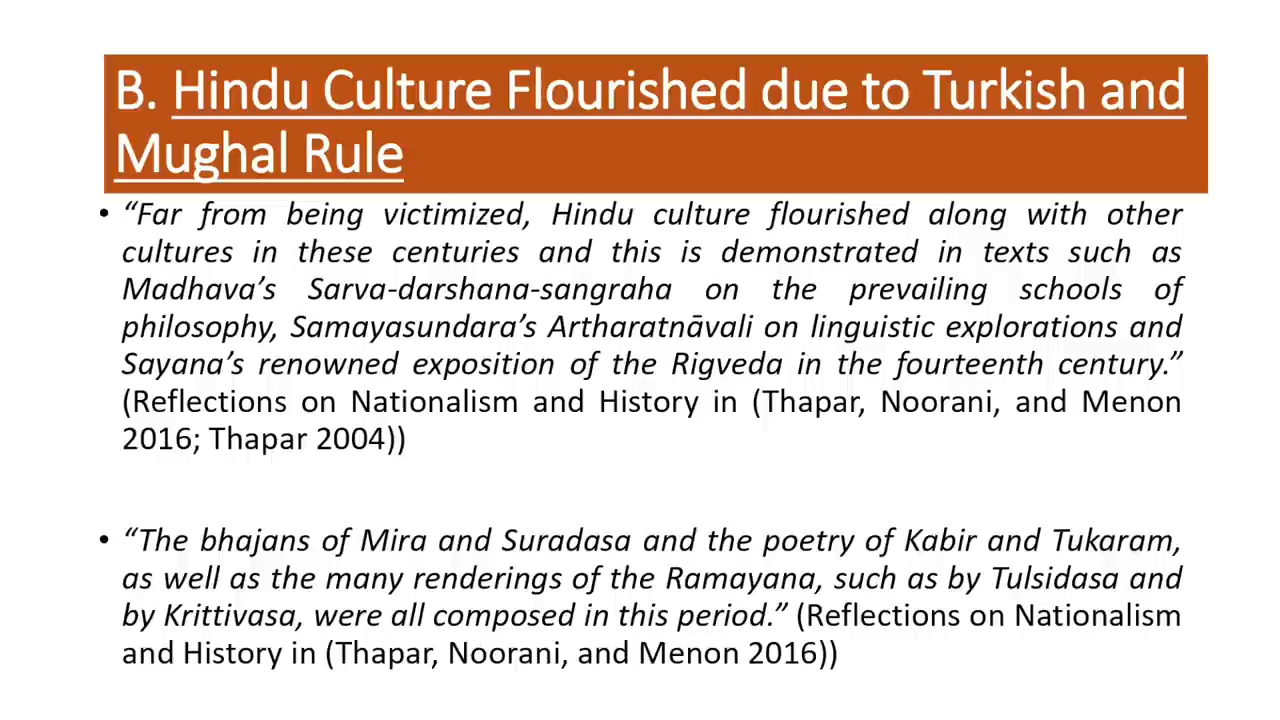 B. Hindu Culture Flourished due to Turkish and
Mughal Rule
• “Far from being victimized, Hindu culture flourished along with other
cultures in these centuries and this is demonstrated in texts such as
Madhava’s Sarva-darshana-sangraha on the prevailing schools of
philosophy, Samayasundara’s Artharatnāvali on linguistic explorations and
Sayana’s renowned exposition of the Rigveda in the fourteenth century.”
(Reflections on Nationalism and History in (Thapar, Noorani, and Menon
2016; Thapar 2004))
• “The bhajans of Mira and Suradasa and the poetry of Kabir and Tukaram,
as well as the many renderings of the Ramayana, such as by Tulsidasa and
by Krittivasa, were all composed in this period.” (Reflections on Nationalism
and History in (Thapar, Noorani, and Menon 2016))